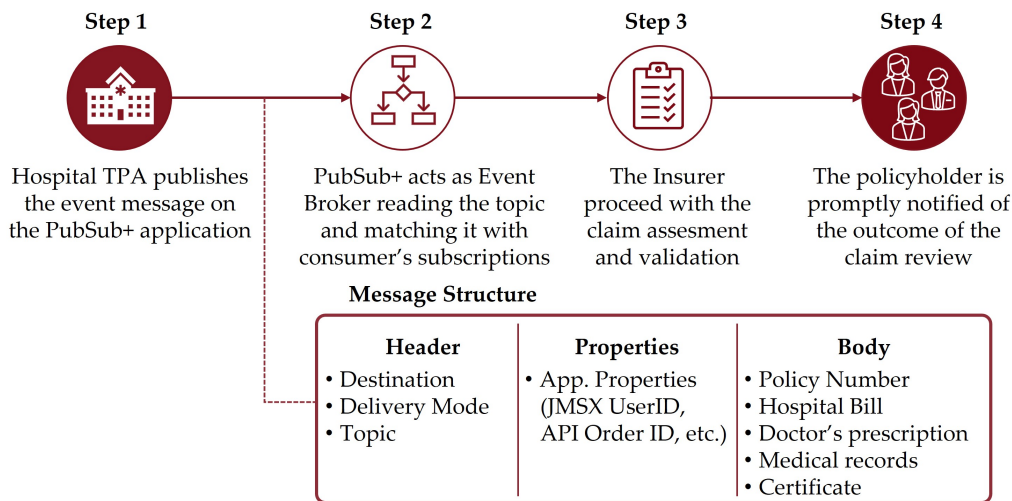 Step 1
Step 2
Step 3
Step 4
Hospital TPA publishes
the event message on
the PubSub+ application
PubSub+ acts as Event
Broker reading the topic
and matching it with
consumer's subscriptions
The Insurer
proceed with the
claim assesment
and validation
The policyholder is
promptly notified of
the outcome of the
claim review
Message Structure
Header
• Destination
• Delivery Mode
• Topic
Properties
• App. Properties
(JMSX UserID,
API Order ID, etc.)
Body
• Policy Number
• Hospital Bill
• Doctor's prescription
• Medical records
• Certificate